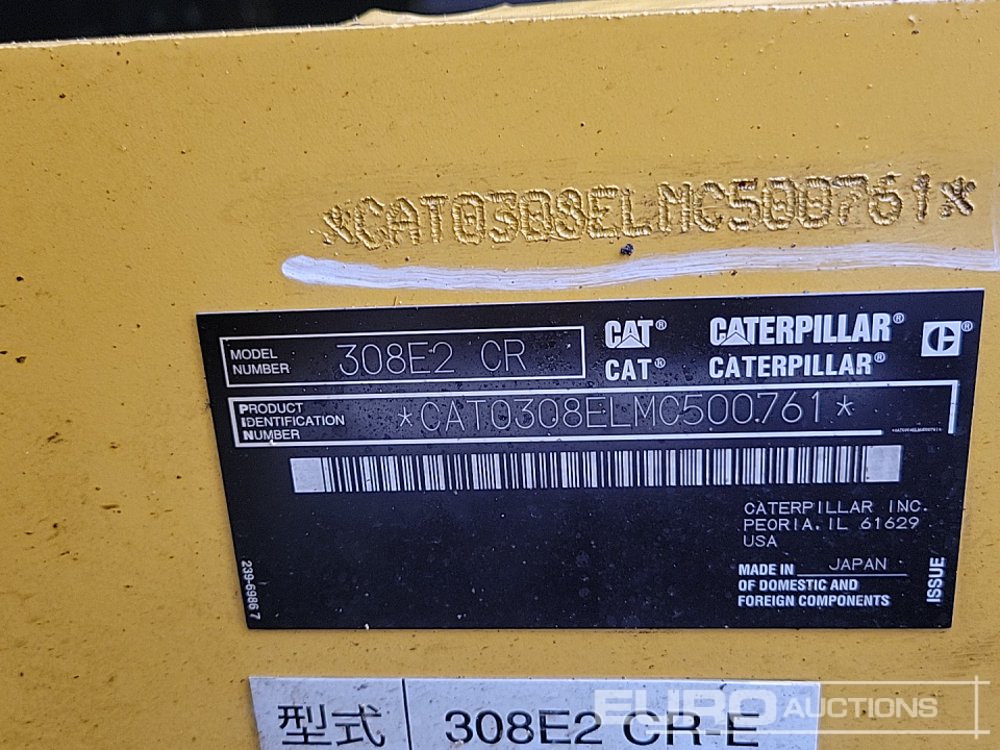 *CAT0308ELMC500761*
CAT® CATERPILLAR®
CAT® CATERPILLAR®
MODEL NUMBER 308E2 CR
PRODUCT IDENTIFICATION NUMBER *CAT0308ELMC500761*
CATERPILLAR INC.
PEORIA, IL 61629
USA
MADE IN JAPAN
OF DOMESTIC AND
FOREIGN COMPONENTS
ISSUE
239-6986 7
型式 308E2 CR-E
EURO AUCTIONS